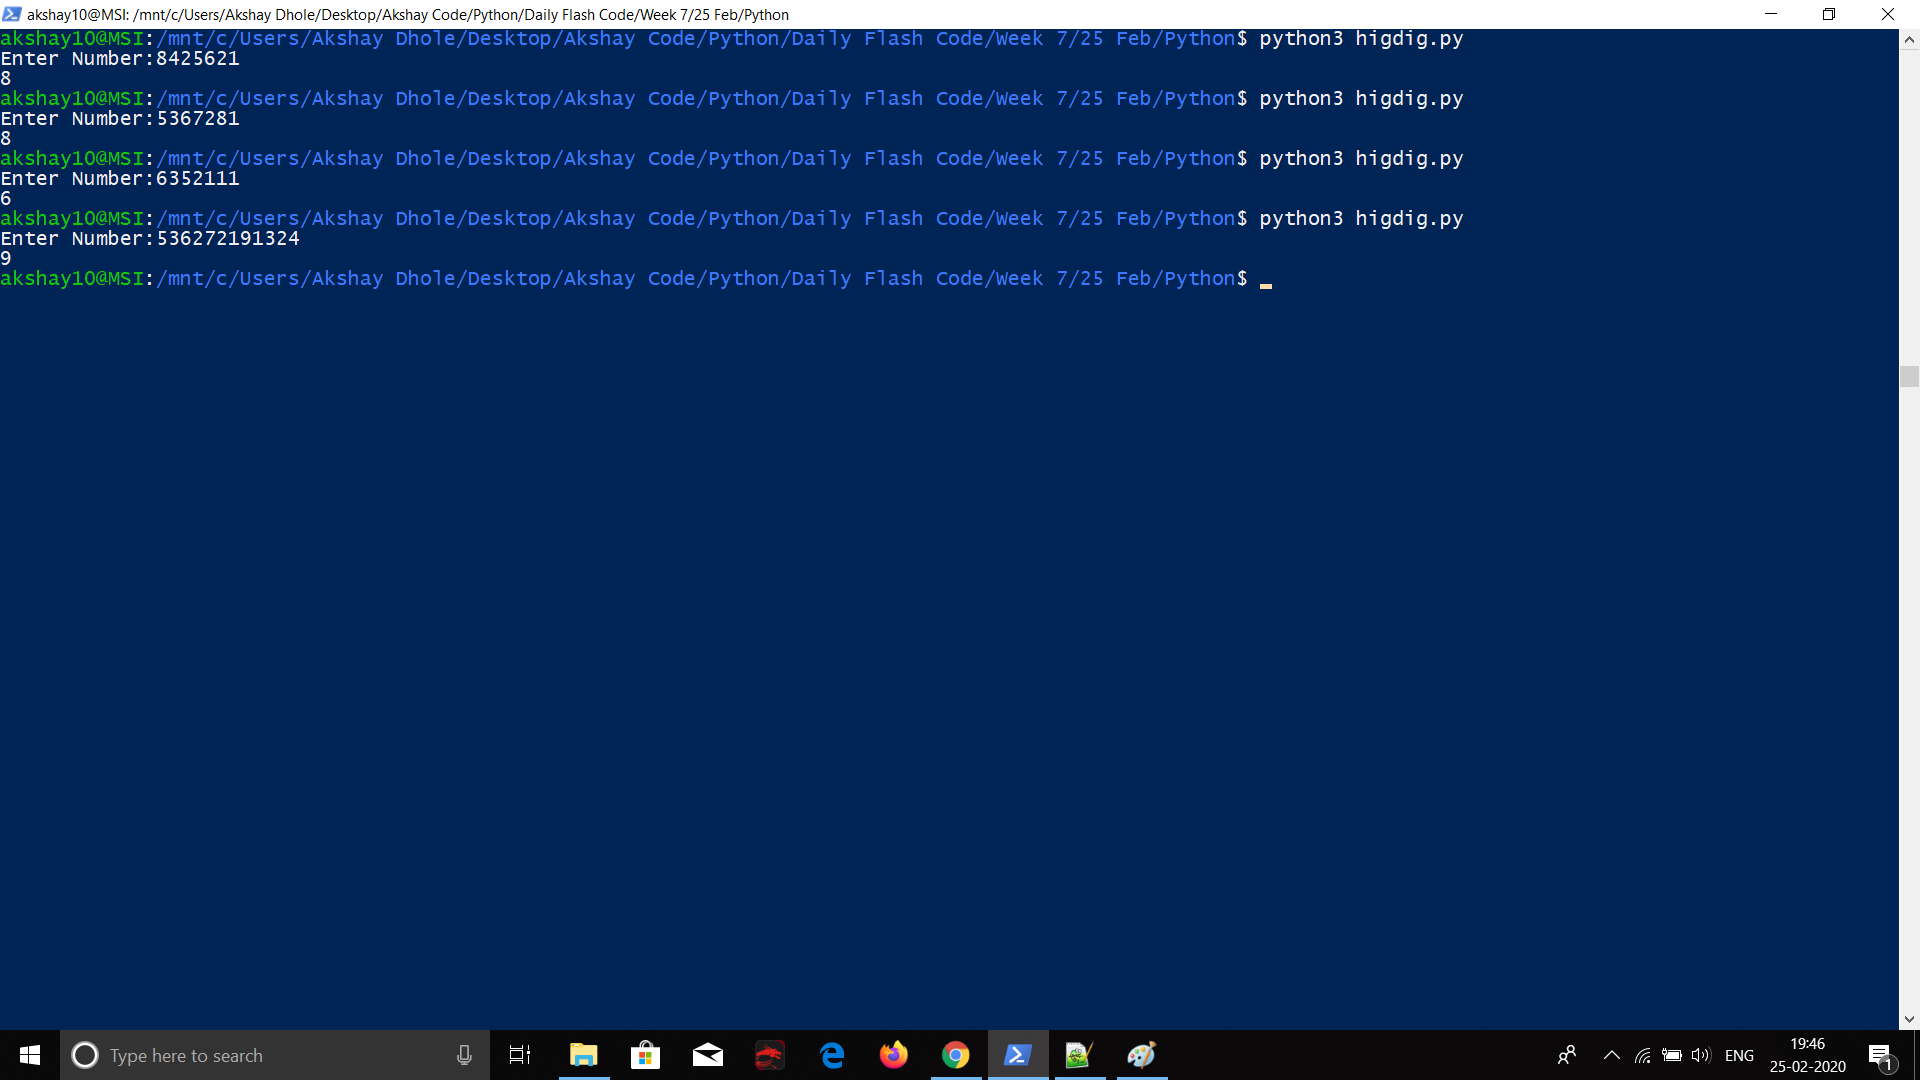 akshay10@MSI: /mnt/c/Users/Akshay Dhole/Desktop/Akshay Code/Python/Daily Flash Code/Week 7/25 Feb/Python
akshay10@MSI:/mnt/c/Users/Akshay Dhole/Desktop/Akshay Code/Python/Daily Flash Code/Week 7/25 Feb/Python$ python3 higdig.py
Enter Number:8425621
8
akshay10@MSI:/mnt/c/Users/Akshay Dhole/Desktop/Akshay Code/Python/Daily Flash Code/Week 7/25 Feb/Python$ python3 higdig.py
Enter Number:5367281
8
akshay10@MSI:/mnt/c/Users/Akshay Dhole/Desktop/Akshay Code/Python/Daily Flash Code/Week 7/25 Feb/Python$ python3 higdig.py
Enter Number:6352111
6
akshay10@MSI:/mnt/c/Users/Akshay Dhole/Desktop/Akshay Code/Python/Daily Flash Code/Week 7/25 Feb/Python$ python3 higdig.py
Enter Number:536272191324
9
akshay10@MSI:/mnt/c/Users/Akshay Dhole/Desktop/Akshay Code/Python/Daily Flash Code/Week 7/25 Feb/Python$
Type here to search
ENG
19:46
25-02-2020
1